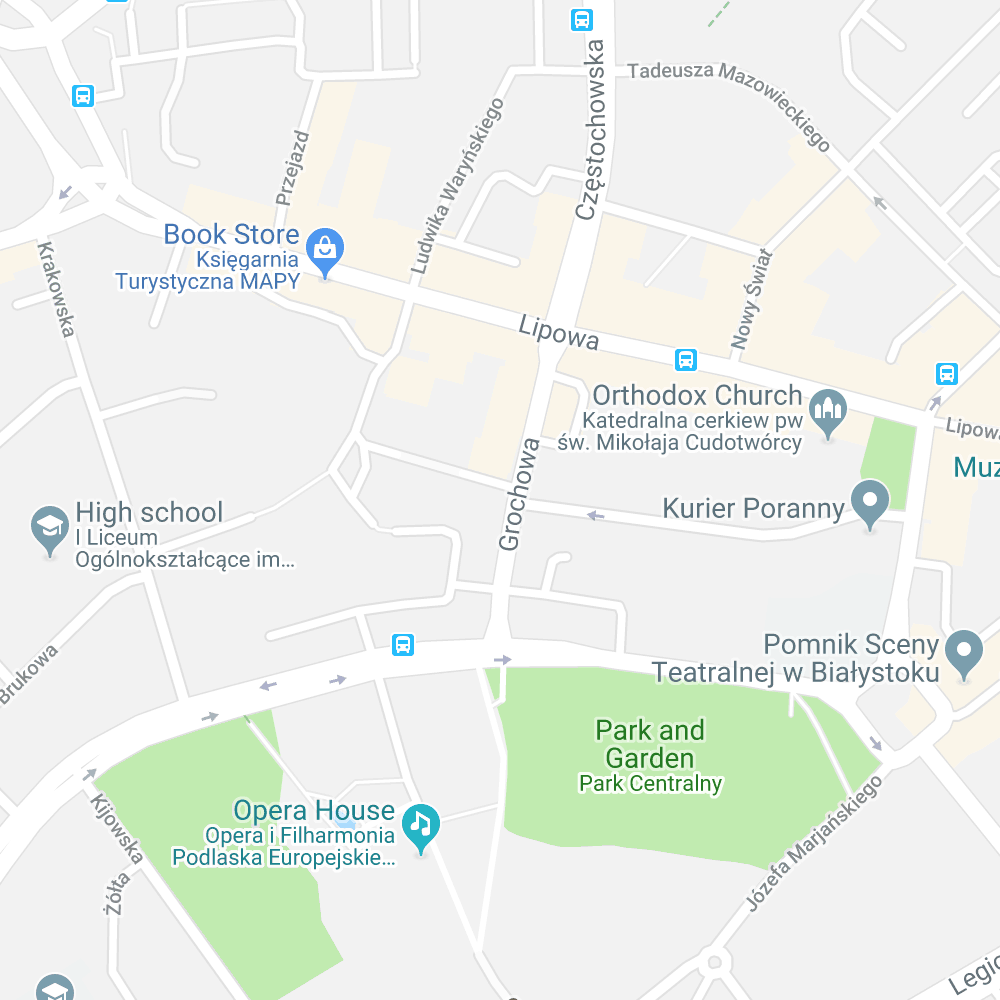 Częstochowska
Tadeusza Mazowieckiego
Przejazd
Ludwika Waryńskiego
Book Store
Księgarnia
Turystyczna MAPY
Krakowska
Nowy Świat
Lipowa
Orthodox Church
Katedralna cerkiew pw
św. Mikołaja Cudotwórcy
Lipowa
Muz
Grochowa
High school
I Liceum
Ogólnokształcące im...
Kurier Poranny
Pomnik Sceny
Teatralnej w Białystoku
Brukowa
Park and
Garden
Park Centralny
Opera House
Opera i Filharmonia
Podlaska Europejskie...
Kijowska
Żółta
Józefa Marjańskiego
Legio